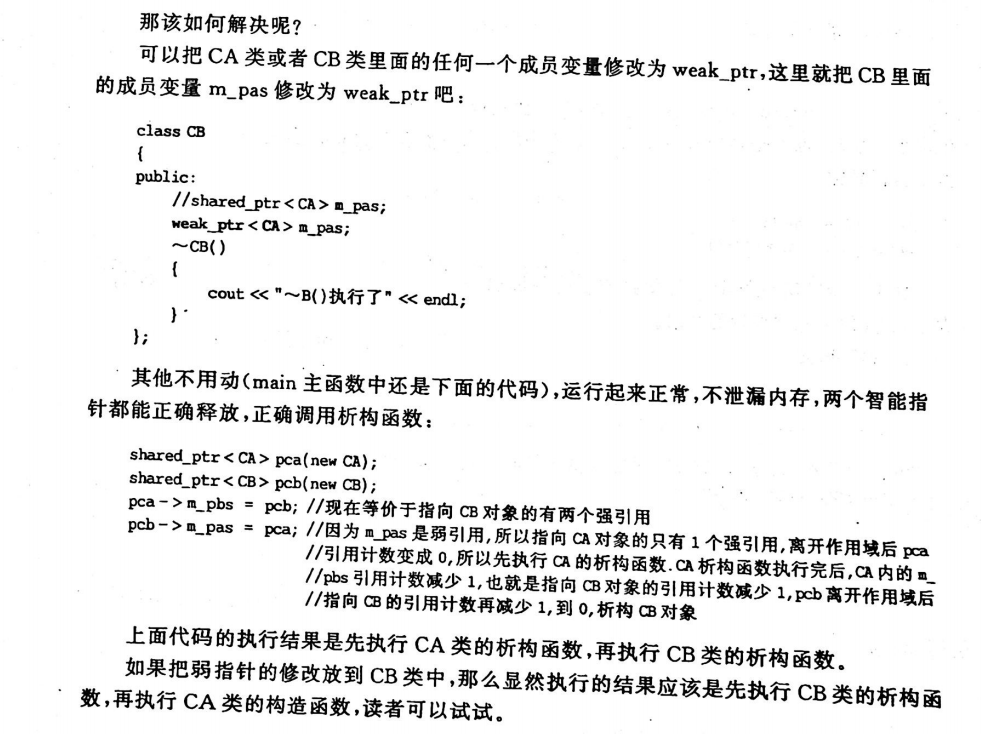 那该如何解决呢?
可以把 CA 类或者 CB 类里面的任何一个成员变量修改为 weak_ptr,这里就把 CB 里面
的成员变量 m_pas 修改为 weak_ptr 吧:
class CB
{
public:
//shared_ptr<CA> m_pas;
weak_ptr<CA> m_pas;
~CB()
{
cout << "~B()执行了" << endl;
}
};
其他不用动(main 主函数中还是下面的代码),运行起来正常,不泄漏内存,两个智能指
针都能正确释放,正确调用析构函数:
shared_ptr<CA> pca(new CA);
shared_ptr<CB> pcb(new CB);
pca->m_pbs = pcb; //现在等价于指向 CB 对象的有两个强引用
pcb->m_pas = pca; //因为 m_pas 是弱引用,所以指向 CA 对象的只有 1 个强引用,离开作用域后 pca
//引用计数变成 0,所以先执行 CA 的析构函数.CA 析构函数执行完后,CA 内的 m_
//pbs 引用计数减少 1,也就是指向 CB 对象的引用计数减少 1,pcb 离开作用域后
//指向 CB 的引用计数再减少 1,到 0,析构 CB 对象
上面代码的执行结果是先执行 CA 类的析构函数,再执行 CB 类的析构函数。
如果把弱指针的修改放到 CB 类中,那么显然执行的结果应该是先执行 CB 类的析构函
数,再执行 CA 类的构造函数,读者可以试试。